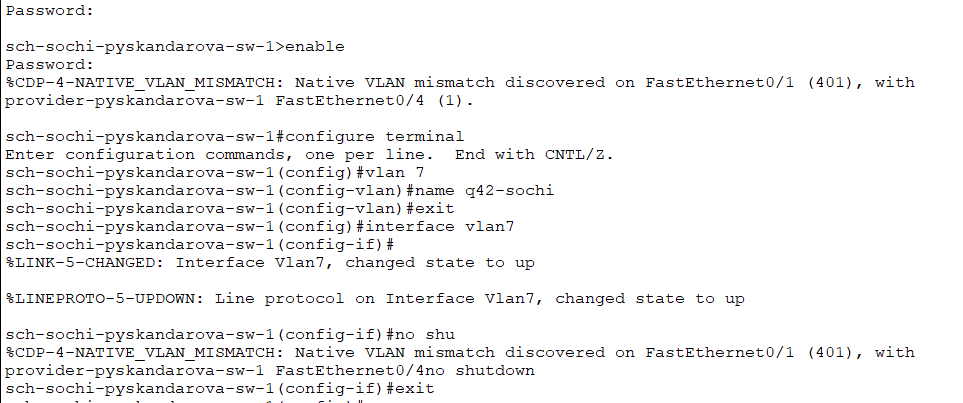 Password:
sch-sochi-pyskandarova-sw-1>enable
Password:
%CDP-4-NATIVE_VLAN_MISMATCH: Native VLAN mismatch discovered on FastEthernet0/1 (401), with
provider-pyskandarova-sw-1 FastEthernet0/4 (1).
sch-sochi-pyskandarova-sw-1#configure terminal
Enter configuration commands, one per line.  End with CNTL/Z.
sch-sochi-pyskandarova-sw-1(config)#vlan 7
sch-sochi-pyskandarova-sw-1(config-vlan)#name q42-sochi
sch-sochi-pyskandarova-sw-1(config-vlan)#exit
sch-sochi-pyskandarova-sw-1(config)#interface vlan7
sch-sochi-pyskandarova-sw-1(config-if)#
%LINK-5-CHANGED: Interface Vlan7, changed state to up
%LINEPROTO-5-UPDOWN: Line protocol on Interface Vlan7, changed state to up
sch-sochi-pyskandarova-sw-1(config-if)#no shu
%CDP-4-NATIVE_VLAN_MISMATCH: Native VLAN mismatch discovered on FastEthernet0/1 (401), with
provider-pyskandarova-sw-1 FastEthernet0/4no shutdown
sch-sochi-pyskandarova-sw-1(config-if)#exit